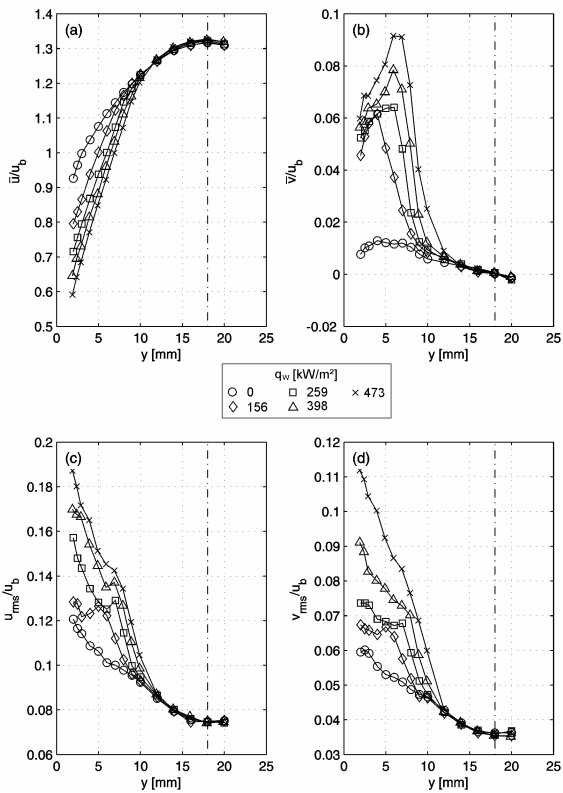 (a)
1.4
1.3
1.2
1.1
1
0.9
0.8
0.7
0.6
0.5
0 5 10 15 20 25
y [mm]
ū/u_b
(b)
0.1
0.08
0.06
0.04
0.02
0
-0.02
0 5 10 15 20 25
y [mm]
v̄/u_b
q_w [kW/m²]
0 259 473
156 398
(c)
0.2
0.18
0.16
0.14
0.12
0.1
0.08
0.06
0 5 10 15 20 25
y [mm]
u_rms/u_b
(d)
0.12
0.11
0.1
0.09
0.08
0.07
0.06
0.05
0.04
0.03
0 5 10 15 20 25
y [mm]
v_rms/u_b